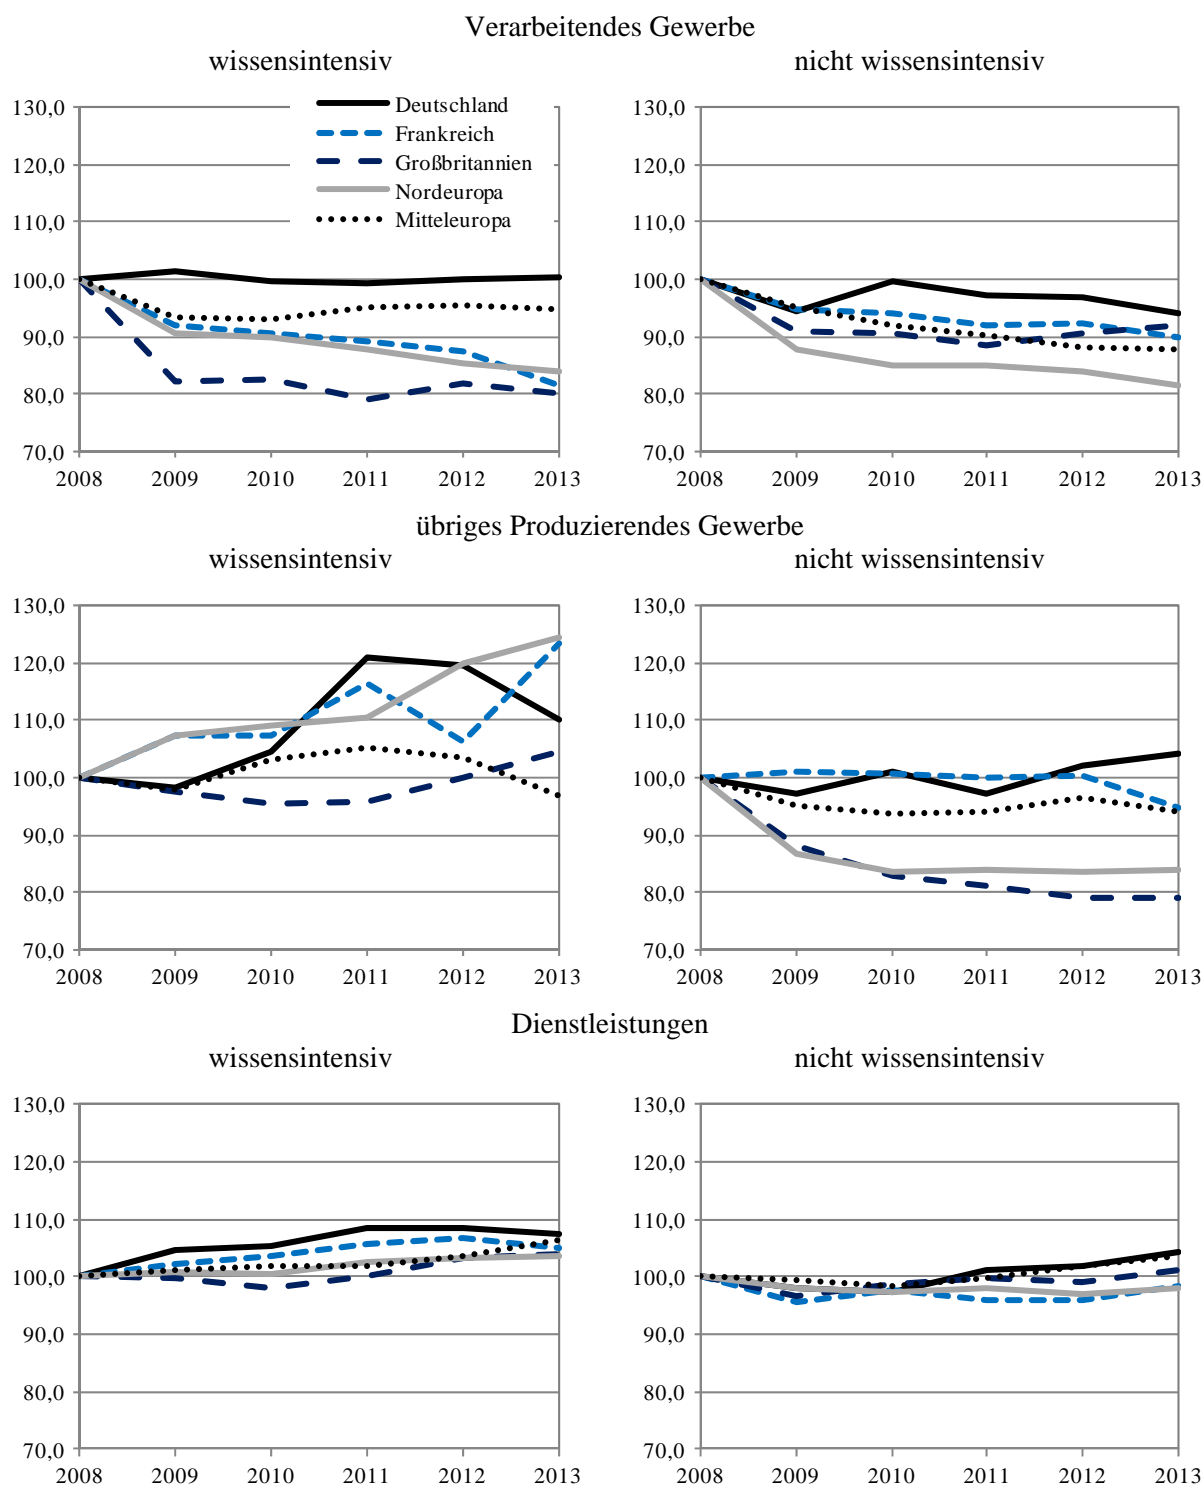 Verarbeitendes Gewerbe
wissensintensiv
nicht wissensintensiv
130,0
120,0
110,0
100,0
90,0
80,0
70,0
2008 2009 2010 2011 2012 2013
Deutschland
Frankreich
Großbritannien
Nordeuropa
Mitteleuropa
130,0
120,0
110,0
100,0
90,0
80,0
70,0
2008 2009 2010 2011 2012 2013
übriges Produzierendes Gewerbe
wissensintensiv
nicht wissensintensiv
130,0
120,0
110,0
100,0
90,0
80,0
70,0
2008 2009 2010 2011 2012 2013
130,0
120,0
110,0
100,0
90,0
80,0
70,0
2008 2009 2010 2011 2012 2013
Dienstleistungen
wissensintensiv
nicht wissensintensiv
130,0
120,0
110,0
100,0
90,0
80,0
70,0
2008 2009 2010 2011 2012 2013
130,0
120,0
110,0
100,0
90,0
80,0
70,0
2008 2009 2010 2011 2012 2013